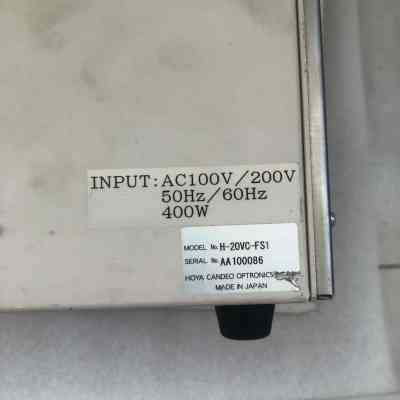 INPUT:AC100V/200V
50Hz/60Hz
400W
MODEL No. H-20VC-FS1
SERIAL No. AA100086
HOYA CANDEO OPTRONICS
MADE IN JAPAN